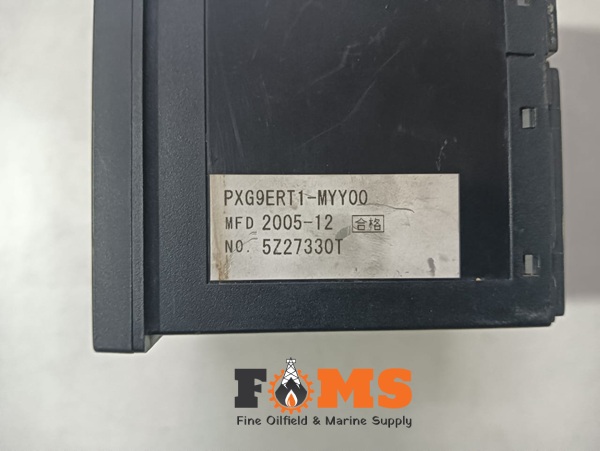 PXG9ERT1-MYY00
MFD 2005-12 合格
NO. 5Z27330T
FOMS
Fine Oilfield & Marine Supply